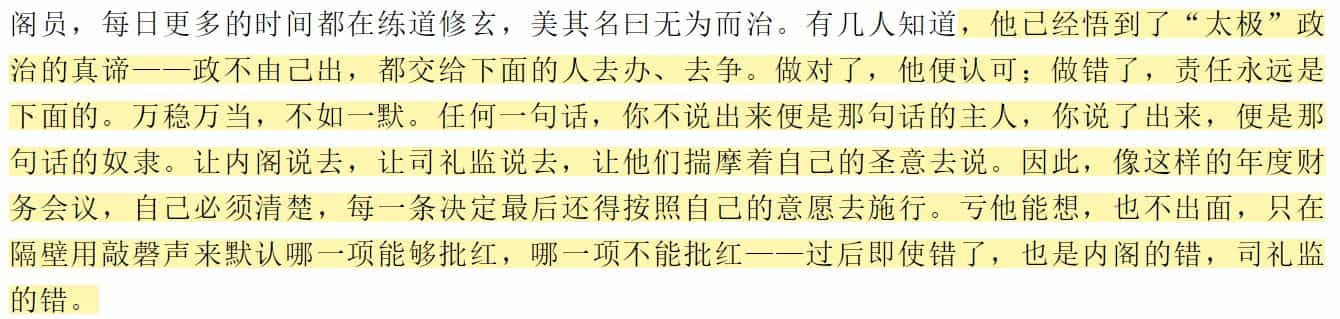 阁员，每日更多的时间都在练道修玄，美其名曰无为而治。有几人知道，他已经悟到了“太极”政
治的真谛——政不由己出，都交给下面的人去办、去争。做对了，他便认可；做错了，责任永远是
下面的。万稳万当，不如一默。任何一句话，你不说出来便是那句话的主人，你说了出来，便是那
句话的奴隶。让内阁说去，让司礼监说去，让他们揣摩着自己的圣意去说。因此，像这样的年度财
务会议，自己必须清楚，每一条决定最后还得按照自己的意愿去施行。亏他能想，也不出面，只在
隔壁用敲磬声来默认哪一项能够批红，哪一项不能批红——过后即使错了，也是内阁的错，司礼监
的错。